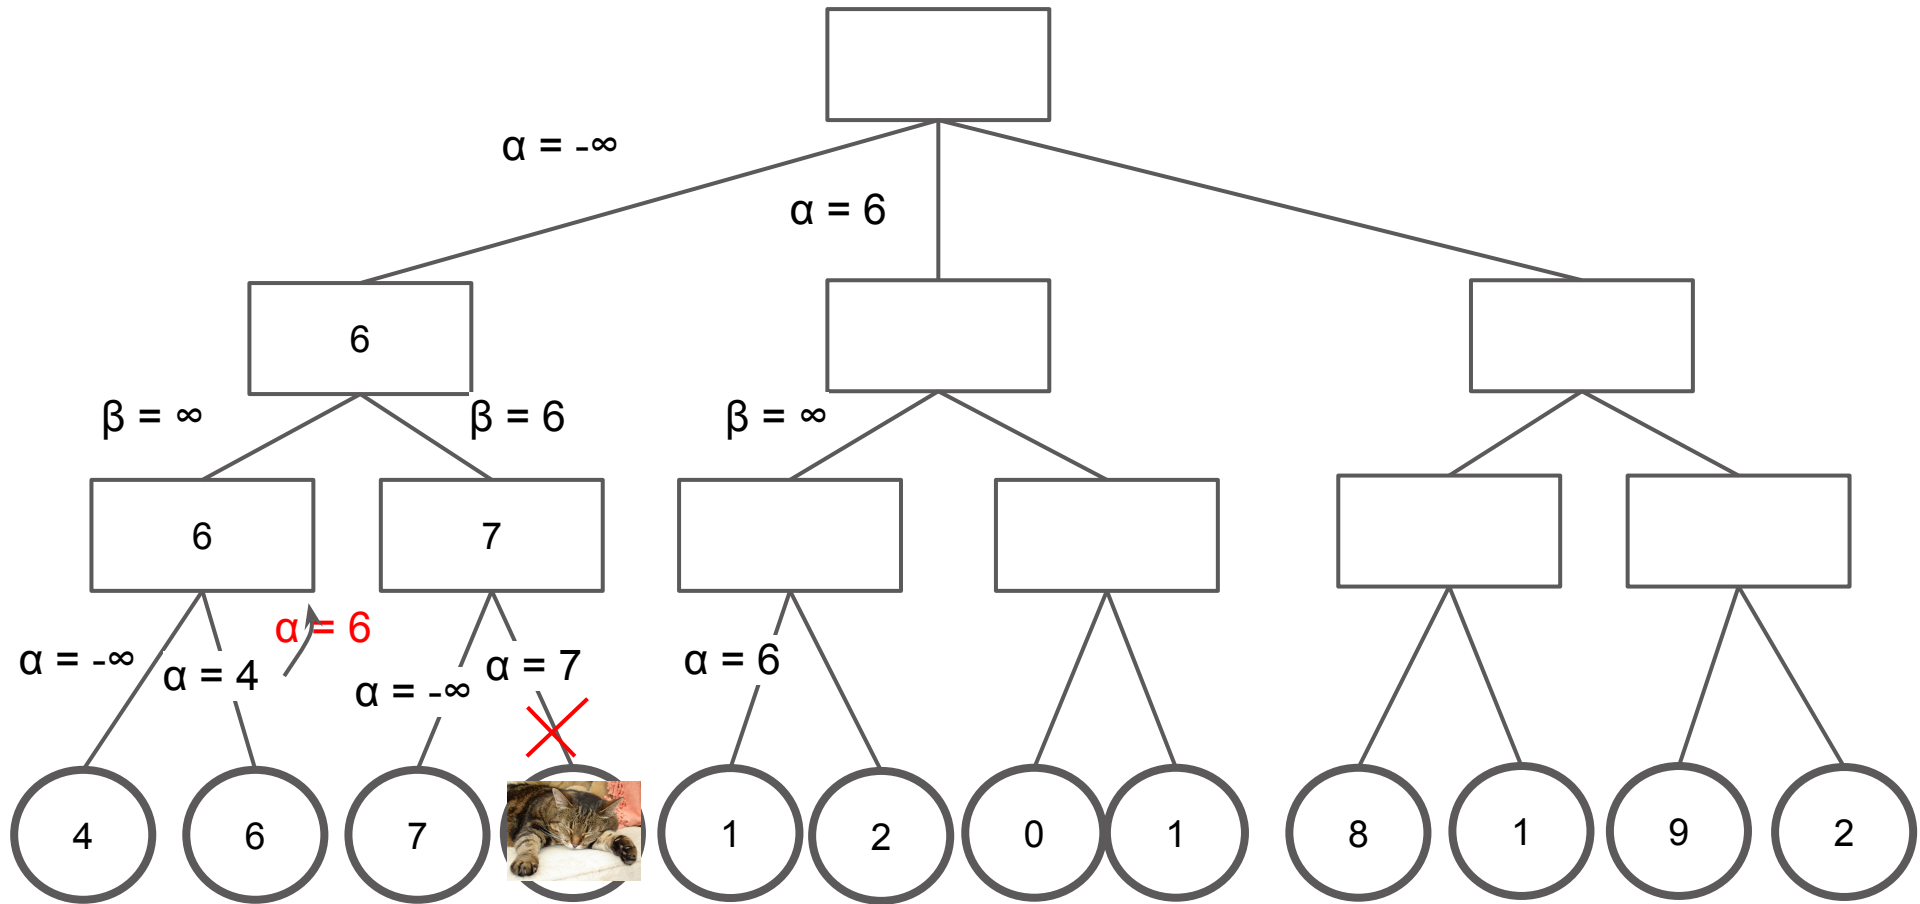 α = -∞
α = 6
6
β = ∞
β = 6
β = ∞
6
7
α = 6
α = -∞
α = 4
α = -∞
α = 7
α = 6
4
6
7
1
2
0
1
8
1
9
2